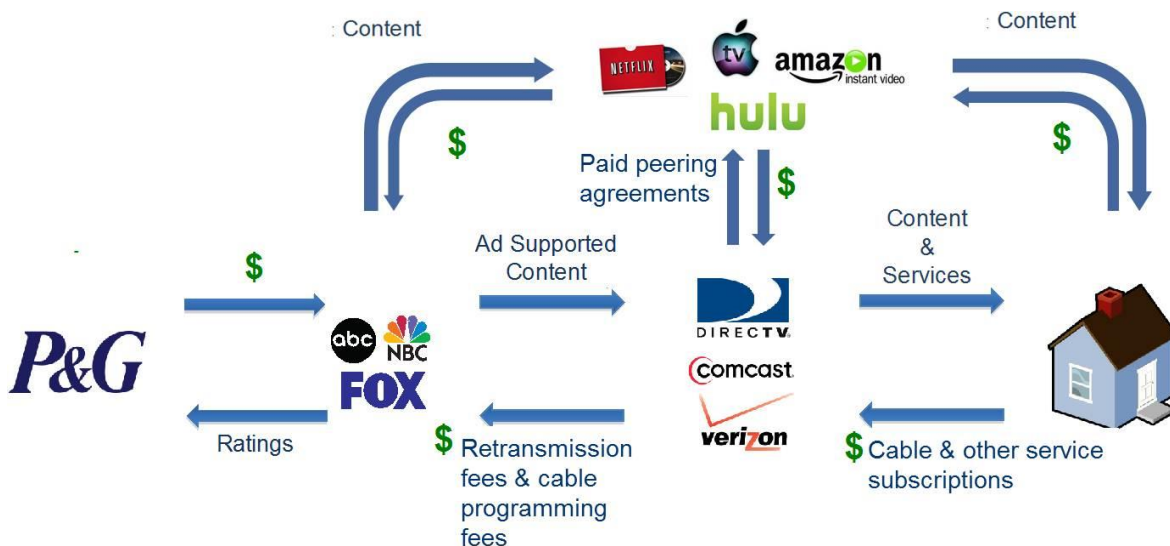 : Content
: Content
NETFLIX
tv
amazon
instant video
hulu
$
$
$
Paid peering
agreements
$
Ad Supported
Content
Content
&
Services
P&G
abc
NBC
FOX
DIRECTV
comcast
verizon
Ratings
$ Retransmission
fees & cable
programming
fees
$ Cable & other service
subscriptions